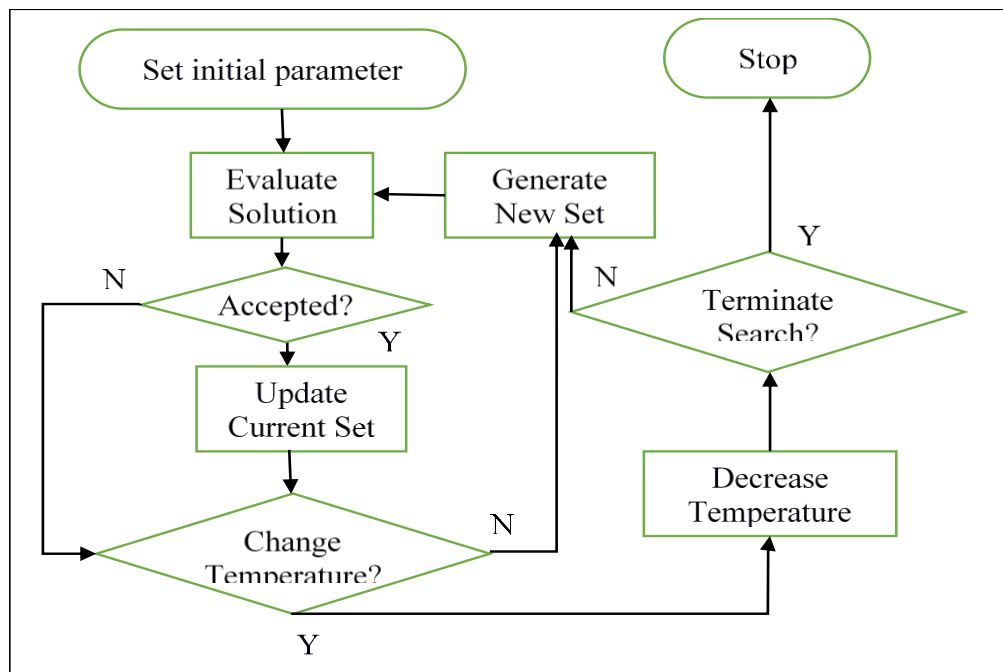 Set initial parameter
Stop
Evaluate
Solution
Generate
New Set
N
Accepted?
Y
Update
Current Set
Change
Temperature?
N
Y
Decrease
Temperature
Terminate
Search?
N
Y